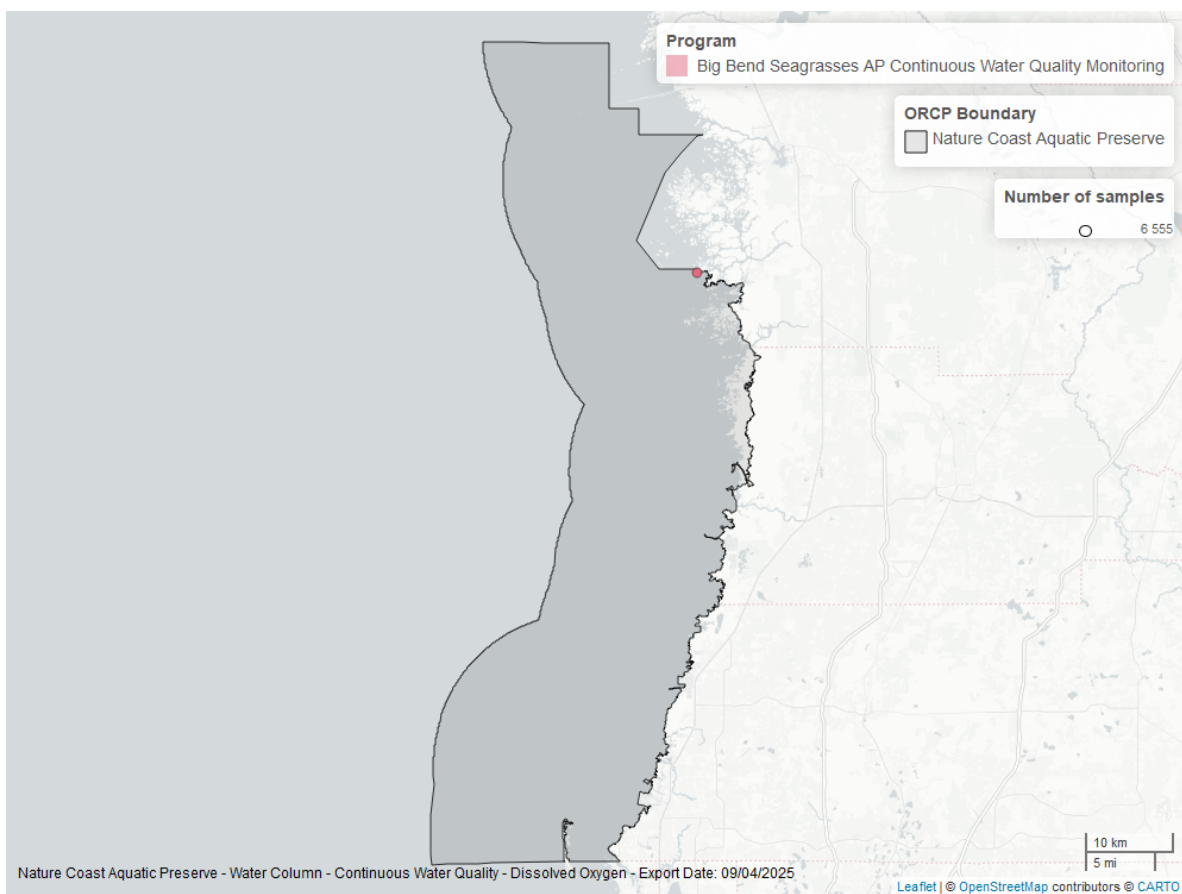 Program
Big Bend Seagrasses AP Continuous Water Quality Monitoring
ORCP Boundary
Nature Coast Aquatic Preserve
Number of samples
6 555
10 km
5 mi
Nature Coast Aquatic Preserve - Water Column - Continuous Water Quality - Dissolved Oxygen - Export Date: 09/04/2025
Leaflet | © OpenStreetMap contributors © CARTO